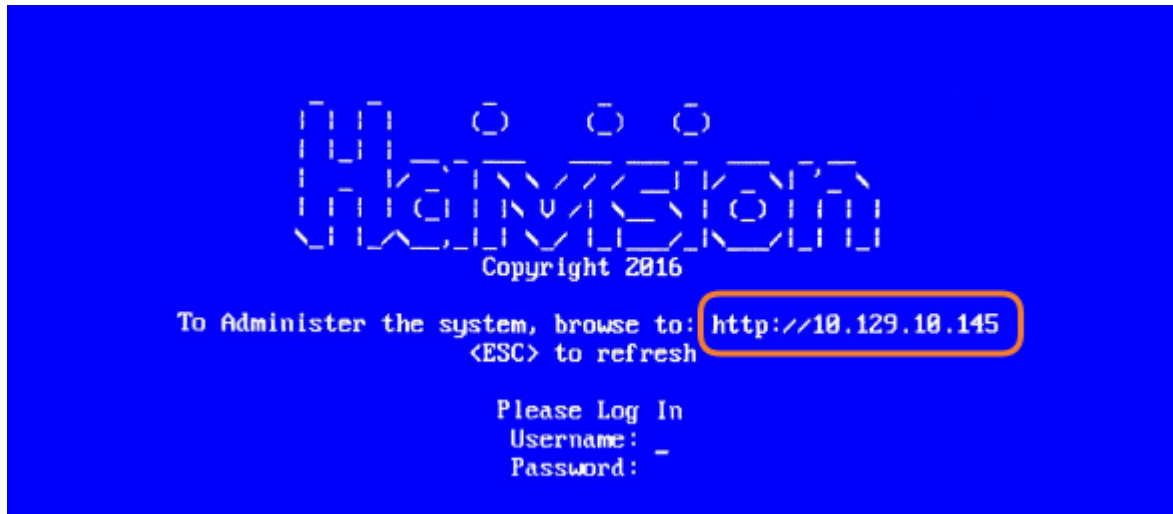 Haivision
Copyright 2016
To Administer the system, browse to: http://10.129.10.145
<ESC> to refresh
Please Log In
Username: _
Password: